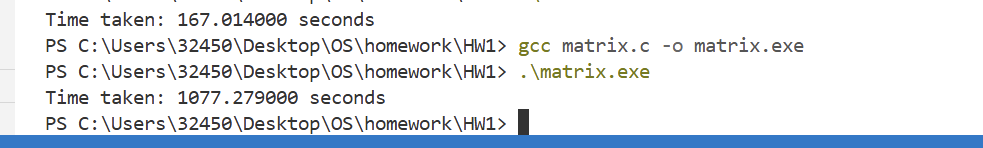 Time taken: 167.014000 seconds
PS C:\Users\32450\Desktop\OS\homework\HW1> gcc matrix.c -o matrix.exe
PS C:\Users\32450\Desktop\OS\homework\HW1> .\matrix.exe
Time taken: 1077.279000 seconds
PS C:\Users\32450\Desktop\OS\homework\HW1>